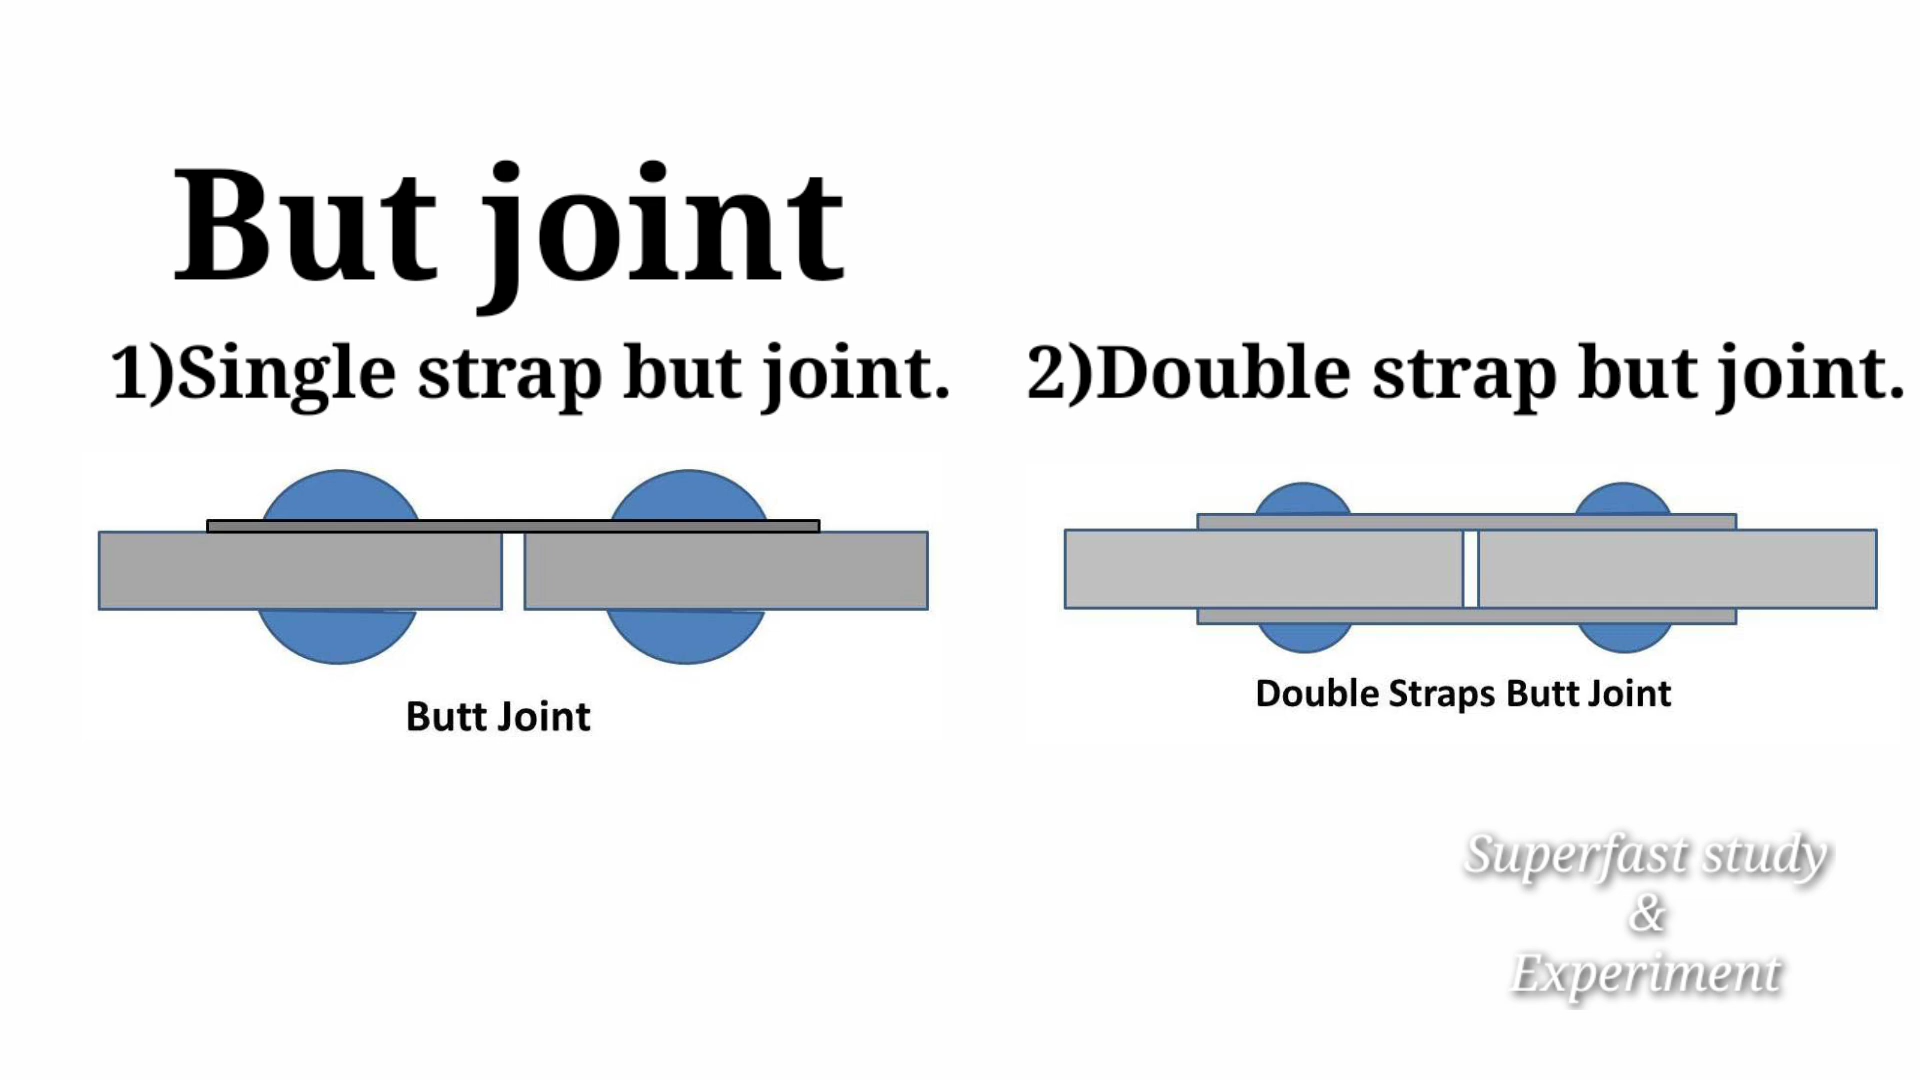 But joint
1)Single strap but joint.
2)Double strap but joint.
Butt Joint
Double Straps Butt Joint
Superfast study
&
Experiment